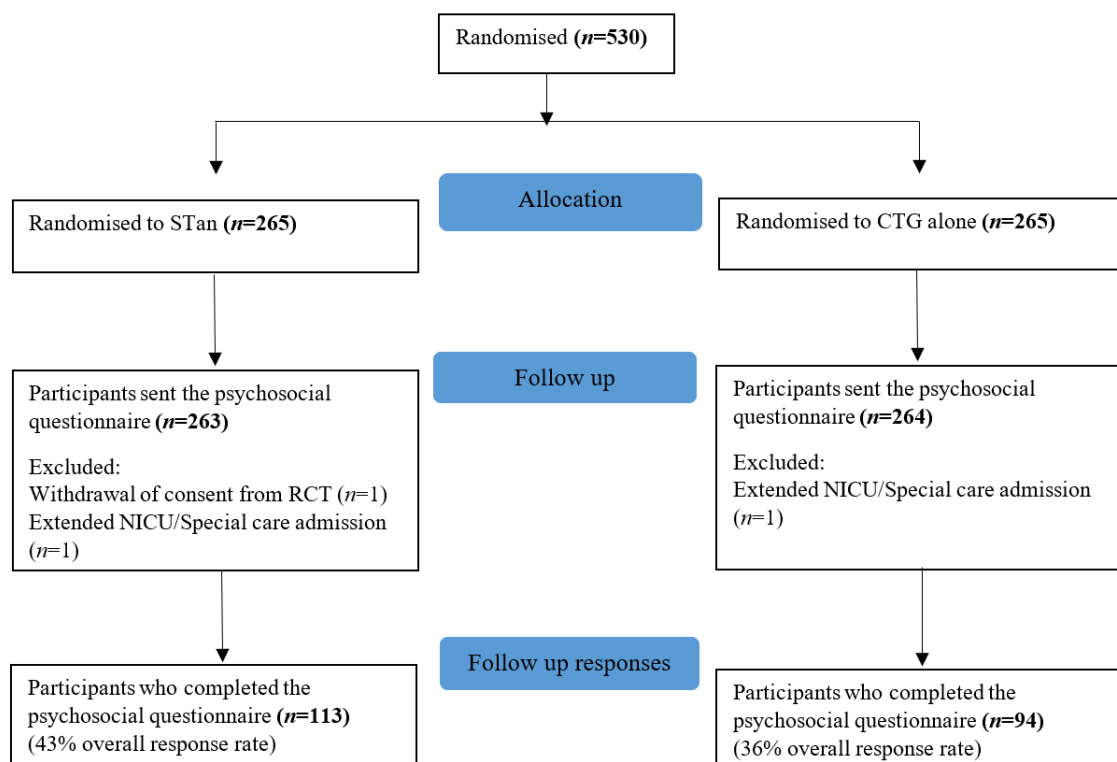 Randomised (n=530)
Allocation
Randomised to STan (n=265)
Randomised to CTG alone (n=265)
Follow up
Participants sent the psychosocial
questionnaire (n=263)
Excluded:
Withdrawal of consent from RCT (n=1)
Extended NICU/Special care admission
(n=1)
Participants sent the psychosocial
questionnaire (n=264)
Excluded:
Extended NICU/Special care admission
(n=1)
Follow up responses
Participants who completed the
psychosocial questionnaire (n=113)
(43% overall response rate)
Participants who completed the
psychosocial questionnaire (n=94)
(36% overall response rate)